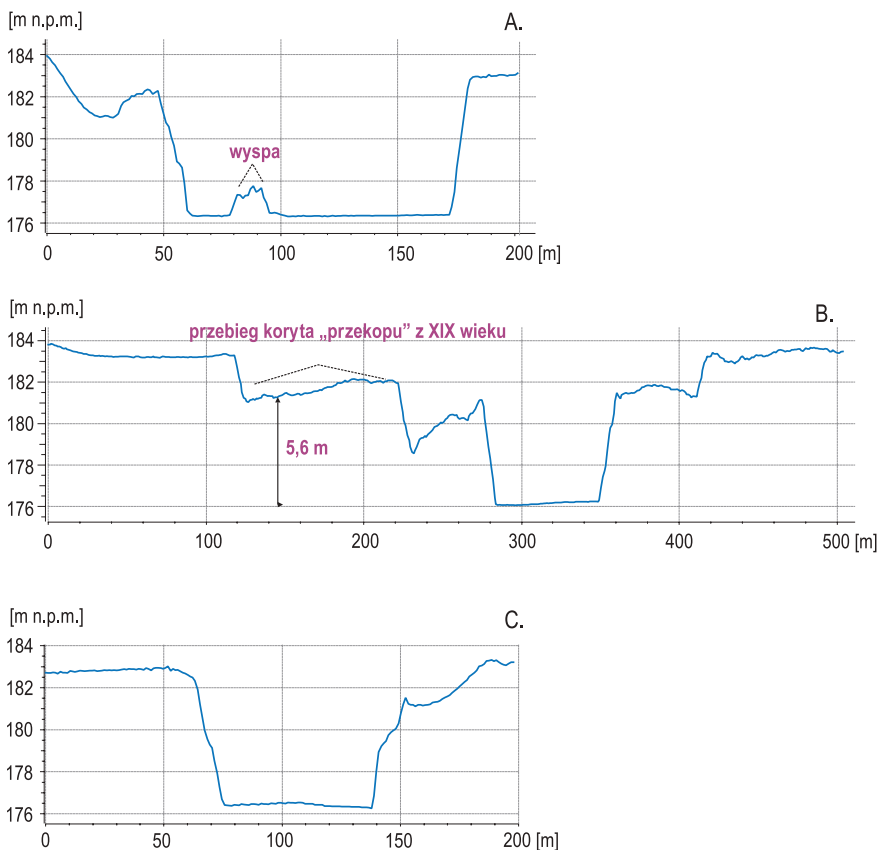 [m n.p.m.] A.
184
182
180
178
176
wyspa
0 50 100 150 200 [m]
[m n.p.m.] B.
przebieg koryta „przekopu” z XIX wieku
184
182
180
178
176
5,6 m
0 100 200 300 400 500 [m]
[m n.p.m.] C.
184
182
180
178
176
0 50 100 150 200 [m]